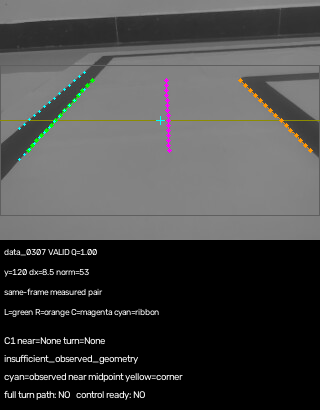 data_0307 VALID Q=1.00
y=120 dx=8.5 norm=53
same-frame measured pair
L=green R=orange C=magenta cyan=ribbon
C1 near=None turn=None
insufficient_observed_geometry
cyan=observed near midpoint yellow=corner
full turn path: NO control ready: NO